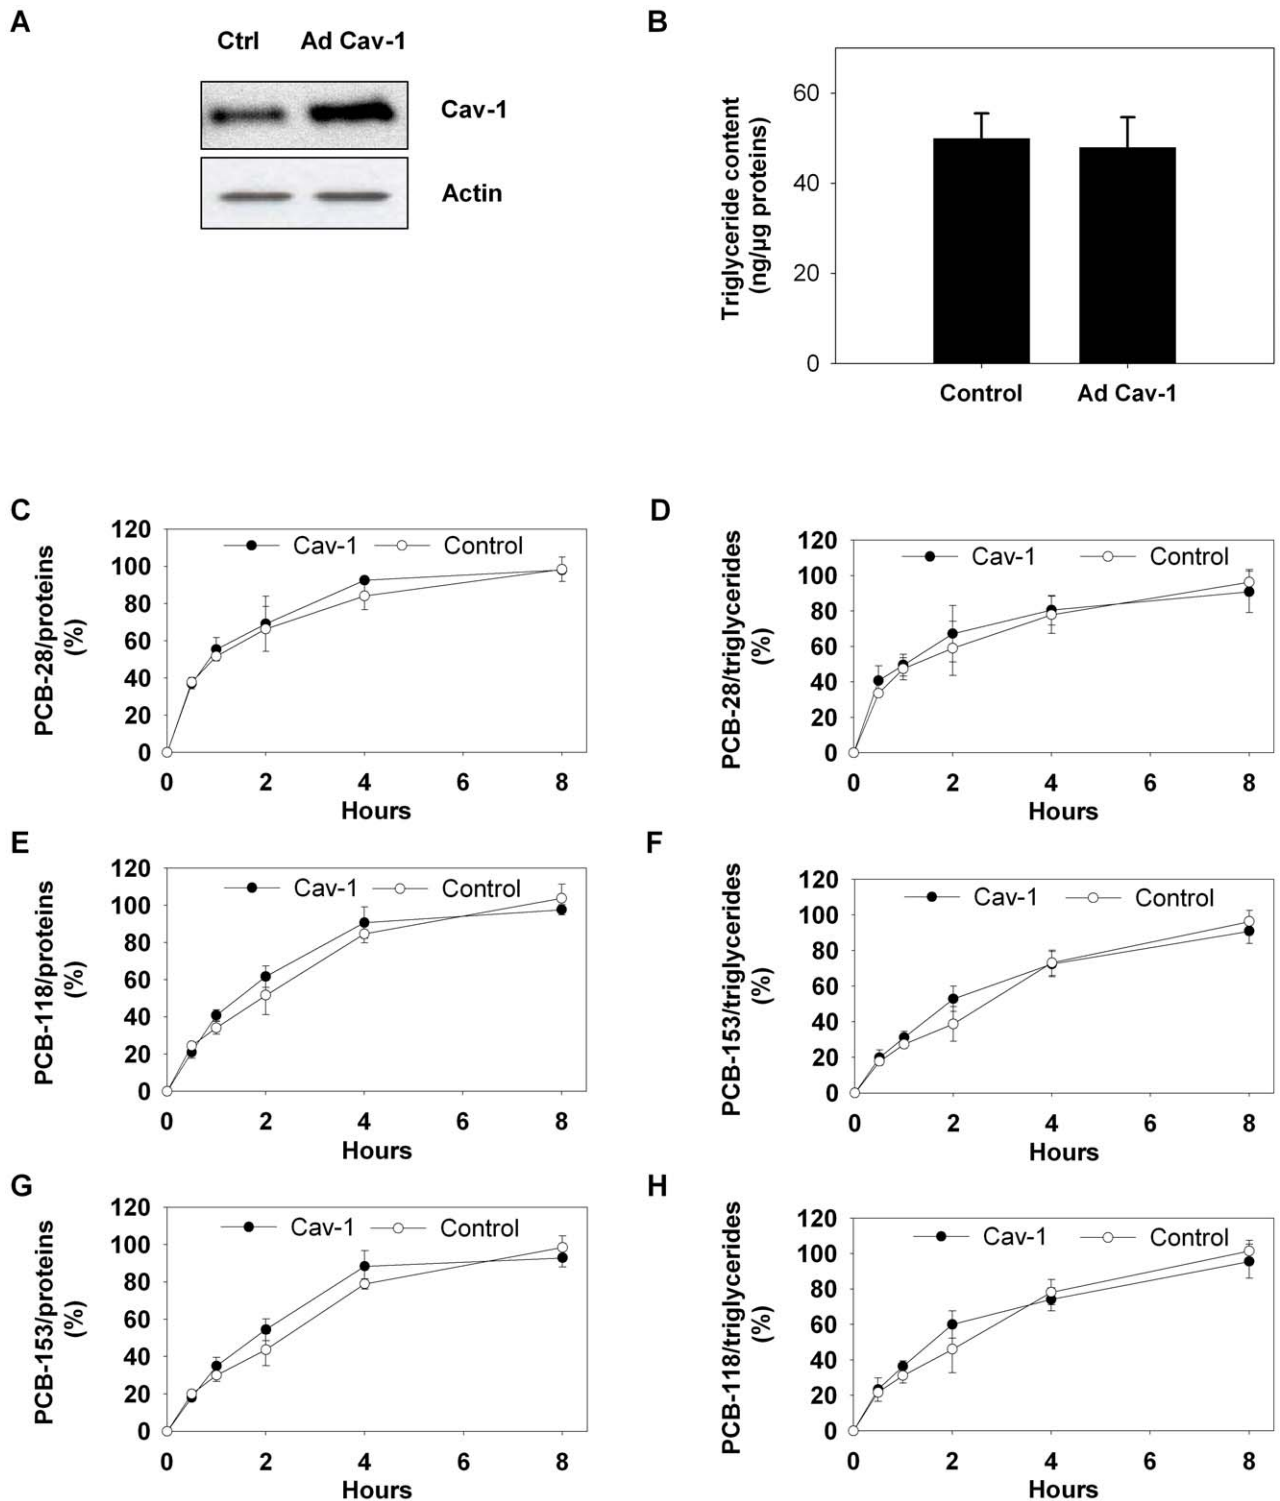 A
Ctrl Ad Cav-1
Cav-1
Actin
B
Triglyceride content
(ng/µg proteins)
60
40
20
0
Control Ad Cav-1
C
PCB-28/proteins
(%)
120
100
80
60
40
20
0
Cav-1 Control
0 2 4 6 8
Hours
D
PCB-28/triglycerides
(%)
120
100
80
60
40
20
0
Cav-1 Control
0 2 4 6 8
Hours
E
PCB-118/proteins
(%)
120
100
80
60
40
20
0
Cav-1 Control
0 2 4 6 8
Hours
F
PCB-153/triglycerides
(%)
120
100
80
60
40
20
0
Cav-1 Control
0 2 4 6 8
Hours
G
PCB-153/proteins
(%)
120
100
80
60
40
20
0
Cav-1 Control
0 2 4 6 8
Hours
H
PCB-118/triglycerides
(%)
120
100
80
60
40
20
0
Cav-1 Control
0 2 4 6 8
Hours